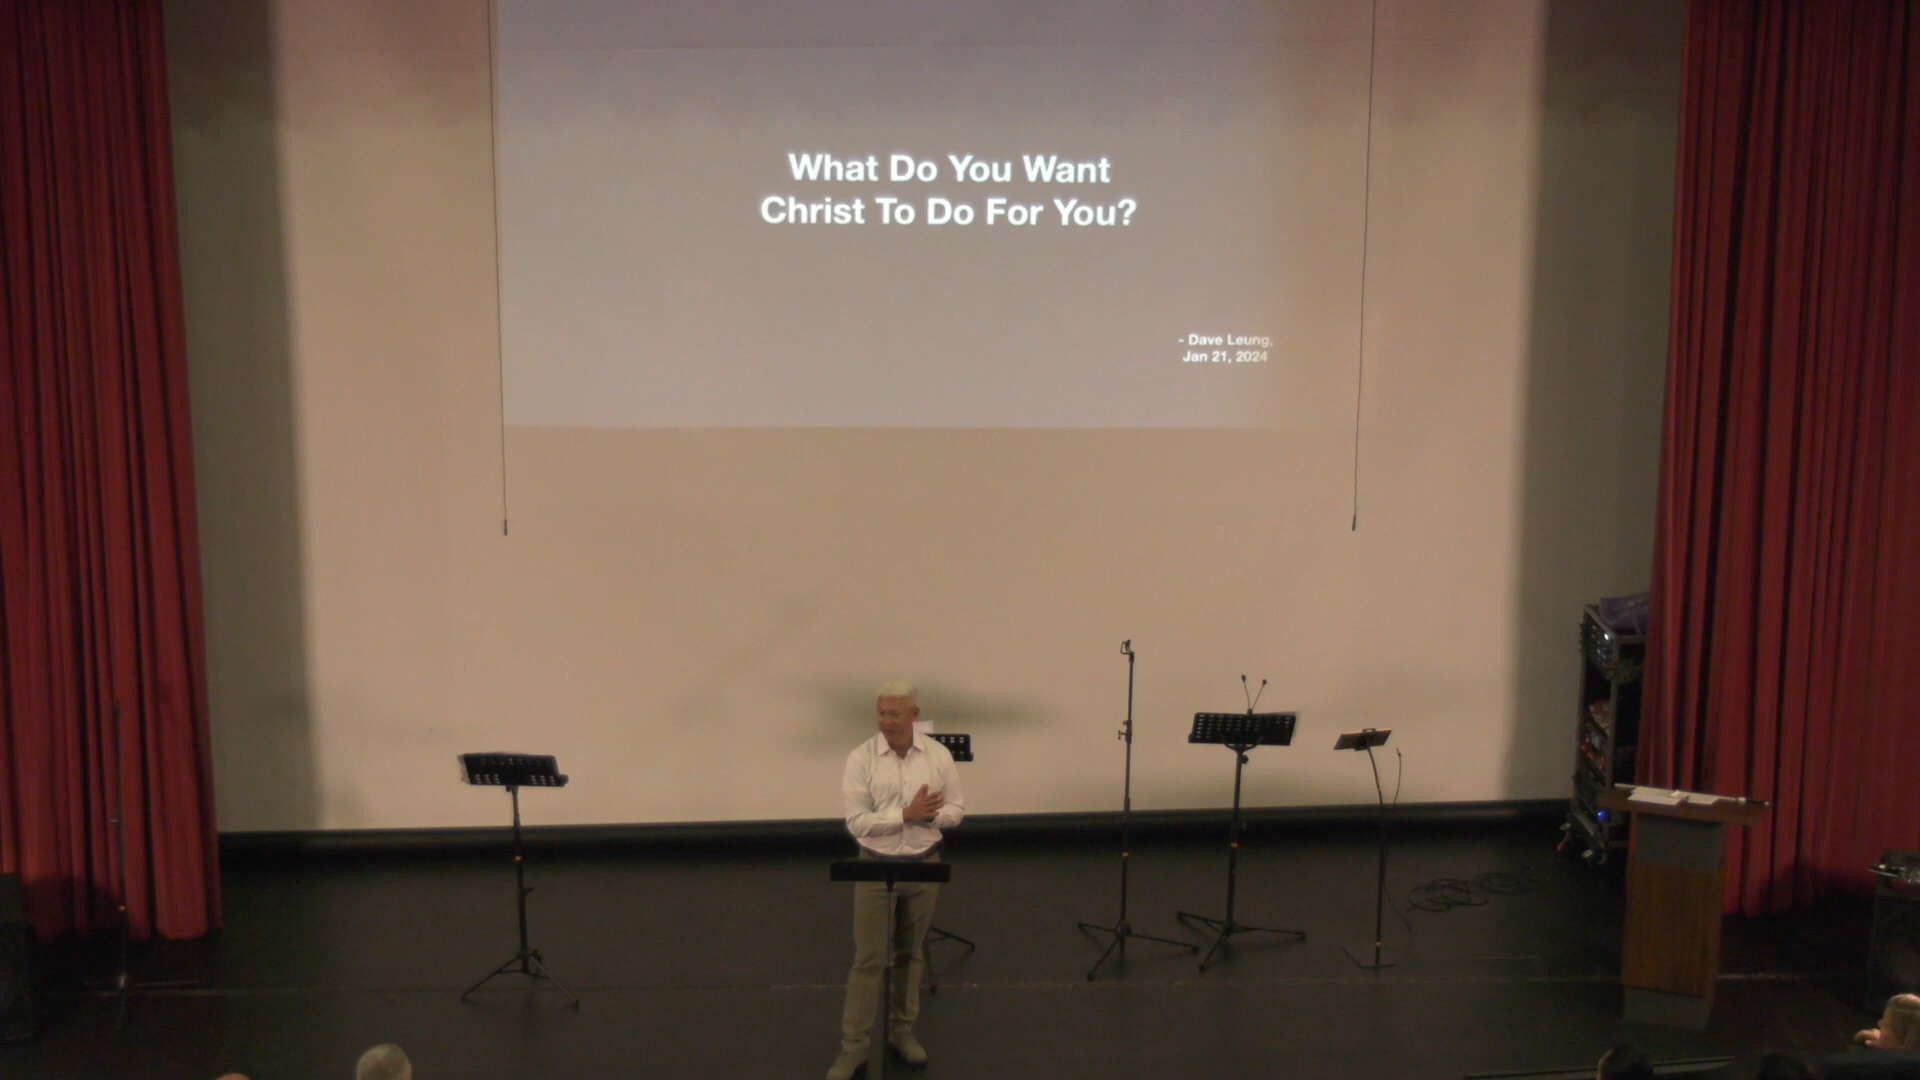 What Do You Want
Christ To Do For You?
- Dave Leung,
Jan 21, 2024